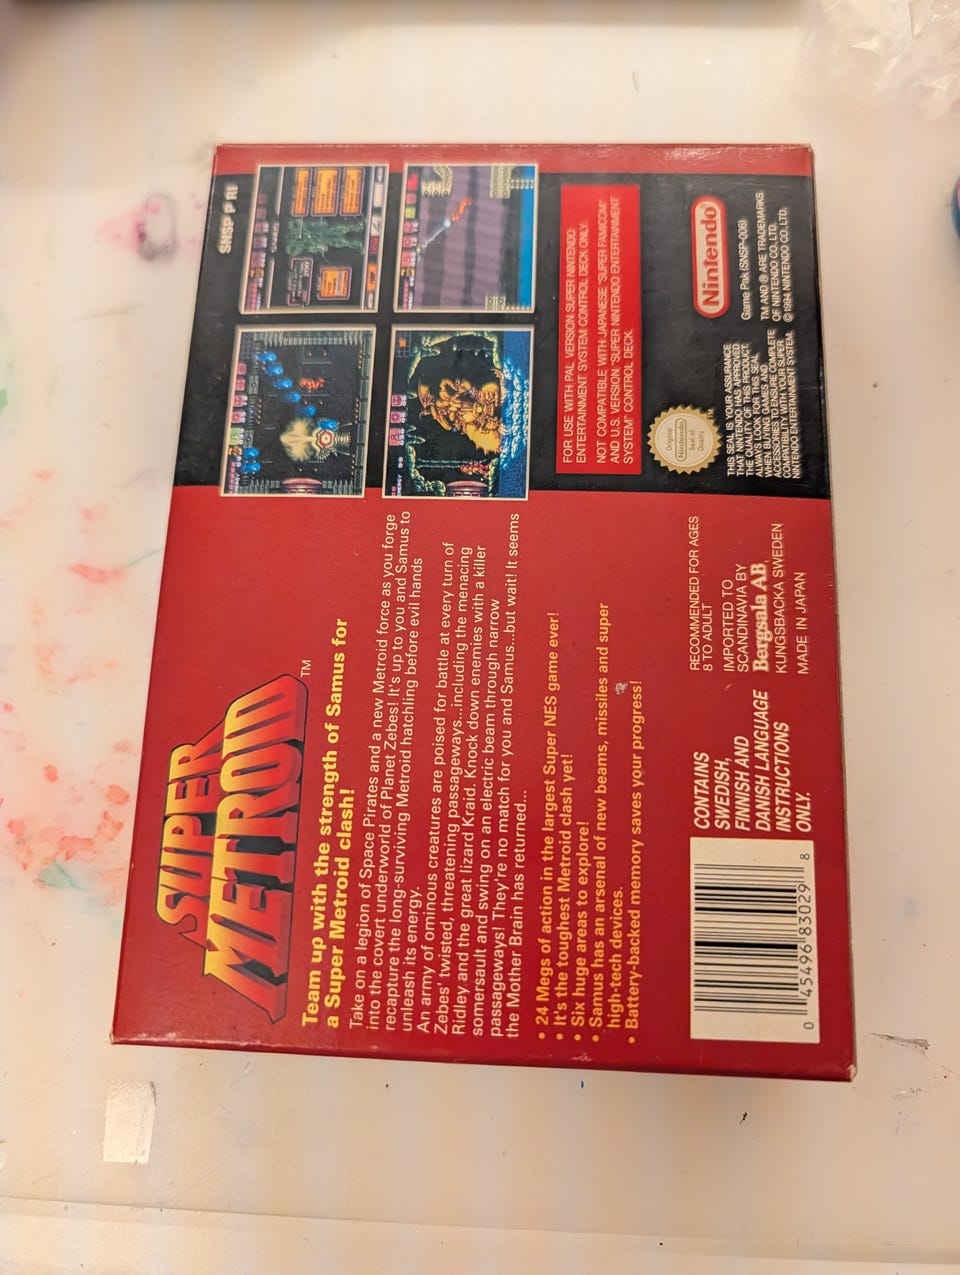 SUPER
METROID™
Team up with the strength of Samus for
a Super Metroid clash!
Take on a legion of Space Pirates and a new Metroid force as you forge
into the covert underworld of Planet Zebes! It's up to you and Samus to
recapture the long-surviving Metroid hatchling before evil hands
unleash its energy.
An army of ominous creatures are poised for battle at every turn of
Zebes' twisted, threatening passageways...including the menacing
Ridley and the great lizard Kraid. Knock down enemies with a killer
somersault and swing on an electric beam through narrow
passageways! They're no match for you and Samus...but wait! It seems
the Mother Brain has returned...
• 24 Megs of action in the largest Super NES game ever!
• It's the toughest Metroid clash yet!
• Six huge areas to explore!
• Samus has an arsenal of new beams, missiles and super
high-tech devices.
• Battery-backed memory saves your progress!
0 45496 83029 8
CONTAINS
SWEDISH,
FINNISH AND
DANISH LANGUAGE
INSTRUCTIONS
ONLY.
RECOMMENDED FOR AGES
8 TO ADULT
IMPORTED TO
SCANDINAVIA BY
Bergsala AB,
KUNGSBACKA SWEDEN
MADE IN JAPAN
SNSP P RI
ENERGY
ENERGY
FOR USE WITH PAL VERSION SUPER NINTENDO
ENTERTAINMENT SYSTEM CONTROL DECK ONLY.
NOT COMPATIBLE WITH JAPANESE "SUPER FAMICOM"
AND U.S. VERSION "SUPER NINTENDO ENTERTAINMENT
SYSTEM" CONTROL DECK.
Original
Nintendo
Seal of
Quality
TM
THIS SEAL IS YOUR ASSURANCE
THAT NINTENDO HAS APPROVED
THE QUALITY OF THIS PRODUCT.
ALWAYS LOOK FOR THIS SEAL
WHEN BUYING GAMES AND
ACCESSORIES TO ENSURE COMPLETE
COMPATIBILITY WITH YOUR SUPER
NINTENDO ENTERTAINMENT SYSTEM.
Nintendo®
Game Pak (SNSP-006)
TM AND ® ARE TRADEMARKS
OF NINTENDO CO., LTD.
© 1994 NINTENDO CO., LTD.